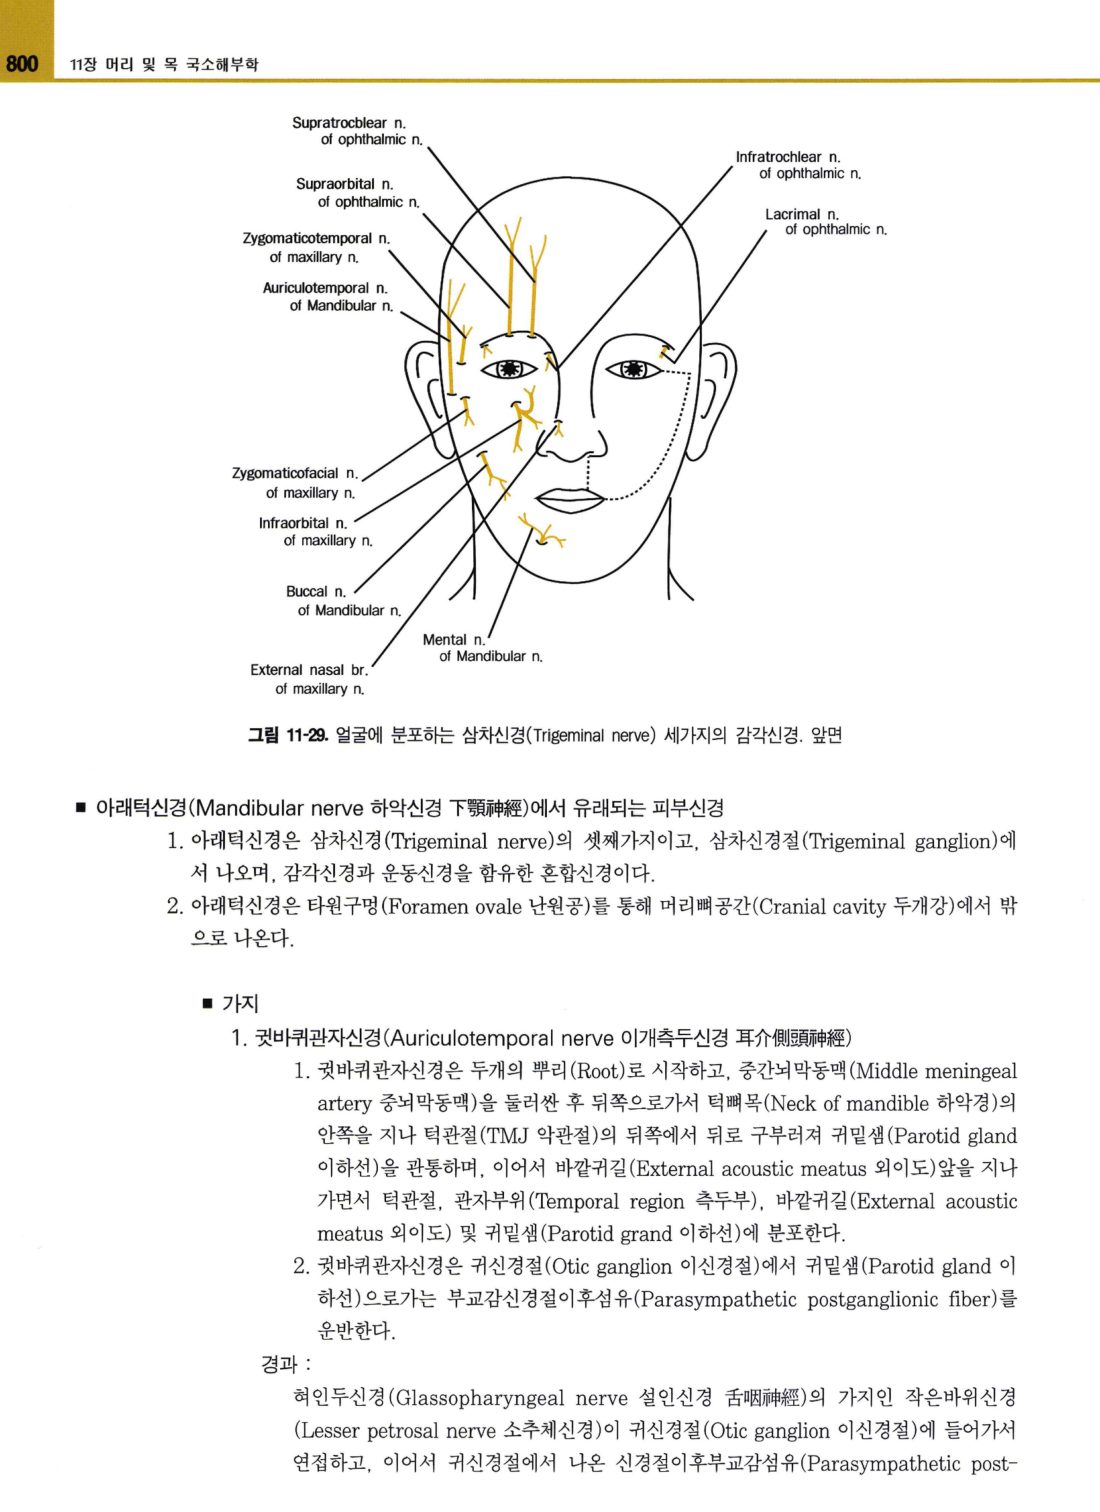 800
11장 머리 및 목 국소해부학
Supratrocblear n.
of ophthalmic n.
Infratrochlear n.
of ophthalmic n.
Supraorbital n.
of ophthalmic n.
Lacrimal n.
of ophthalmic n.
Zygomaticotemporal n.
of maxillary n.
Auriculotemporal n.
of Mandibular n.
Zygomaticofacial n.
of maxillary n.
Infraorbital n.
of maxillary n.
Buccal n.
of Mandibular n.
Mental n.
of Mandibular n.
External nasal br.
of maxillary n.
그림 11-29. 얼굴에 분포하는 삼차신경(Trigeminal nerve) 세가지의 감각신경. 앞면
■ 아래턱신경(Mandibular nerve 하악신경 下顎神經)에서 유래되는 피부신경
1. 아래턱신경은 삼차신경(Trigeminal nerve)의 셋째가지이고, 삼차신경절(Trigeminal ganglion)에
서 나오며, 감각신경과 운동신경을 함유한 혼합신경이다.
2. 아래턱신경은 타원구멍(Foramen ovale 난원공)를 통해 머리뼈공간(Cranial cavity 두개강)에서 밖
으로 나온다.
■ 가지
1. 귓바퀴관자신경(Auriculotemporal nerve 이개측두신경 耳介側頭神經)
1. 귓바퀴관자신경은 두개의 뿌리(Root)로 시작하고, 중간뇌막동맥(Middle meningeal
artery 중뇌막동맥)을 둘러싼 후 뒤쪽으로가서 턱뼈목(Neck of mandible 하악경)의
안쪽을 지나 턱관절(TMJ 악관절)의 뒤쪽에서 뒤로 구부러져 귀밑샘(Parotid gland
이하선)을 관통하며, 이어서 바깥귀길(External acoustic meatus 외이도)앞을 지나
가면서 턱관절, 관자부위(Temporal region 측두부), 바깥귀길(External acoustic
meatus 외이도) 및 귀밑샘(Parotid grand 이하선)에 분포한다.
2. 귓바퀴관자신경은 귀신경절(Otic ganglion 이신경절)에서 귀밑샘(Parotid gland 이
하선)으로가는 부교감신경절이후섬유(Parasympathetic postganglionic fiber)를
운반한다.
경과 :
혀인두신경(Glassopharyngeal nerve 설인신경 舌咽神經)의 가지인 작은바위신경
(Lesser petrosal nerve 소추체신경)이 귀신경절(Otic ganglion 이신경절)에 들어가서
연접하고, 이어서 귀신경절에서 나온 신경절이후부교감섬유(Parasympathetic post-